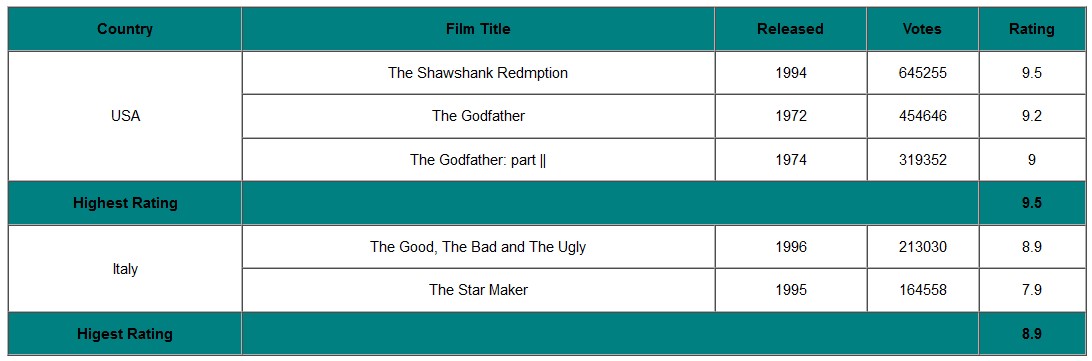 Country Film Title Released Votes Rating
The Shawshank Redmption 1994 645255 9.5
USA The Godfather 1972 454646 9.2
The Godfather: part || 1974 319352 9
Highest Rating 9.5
The Good, The Bad and The Ugly 1996 213030 8.9
Italy
The Star Maker 1995 164558 7.9
Higest Rating 8.9